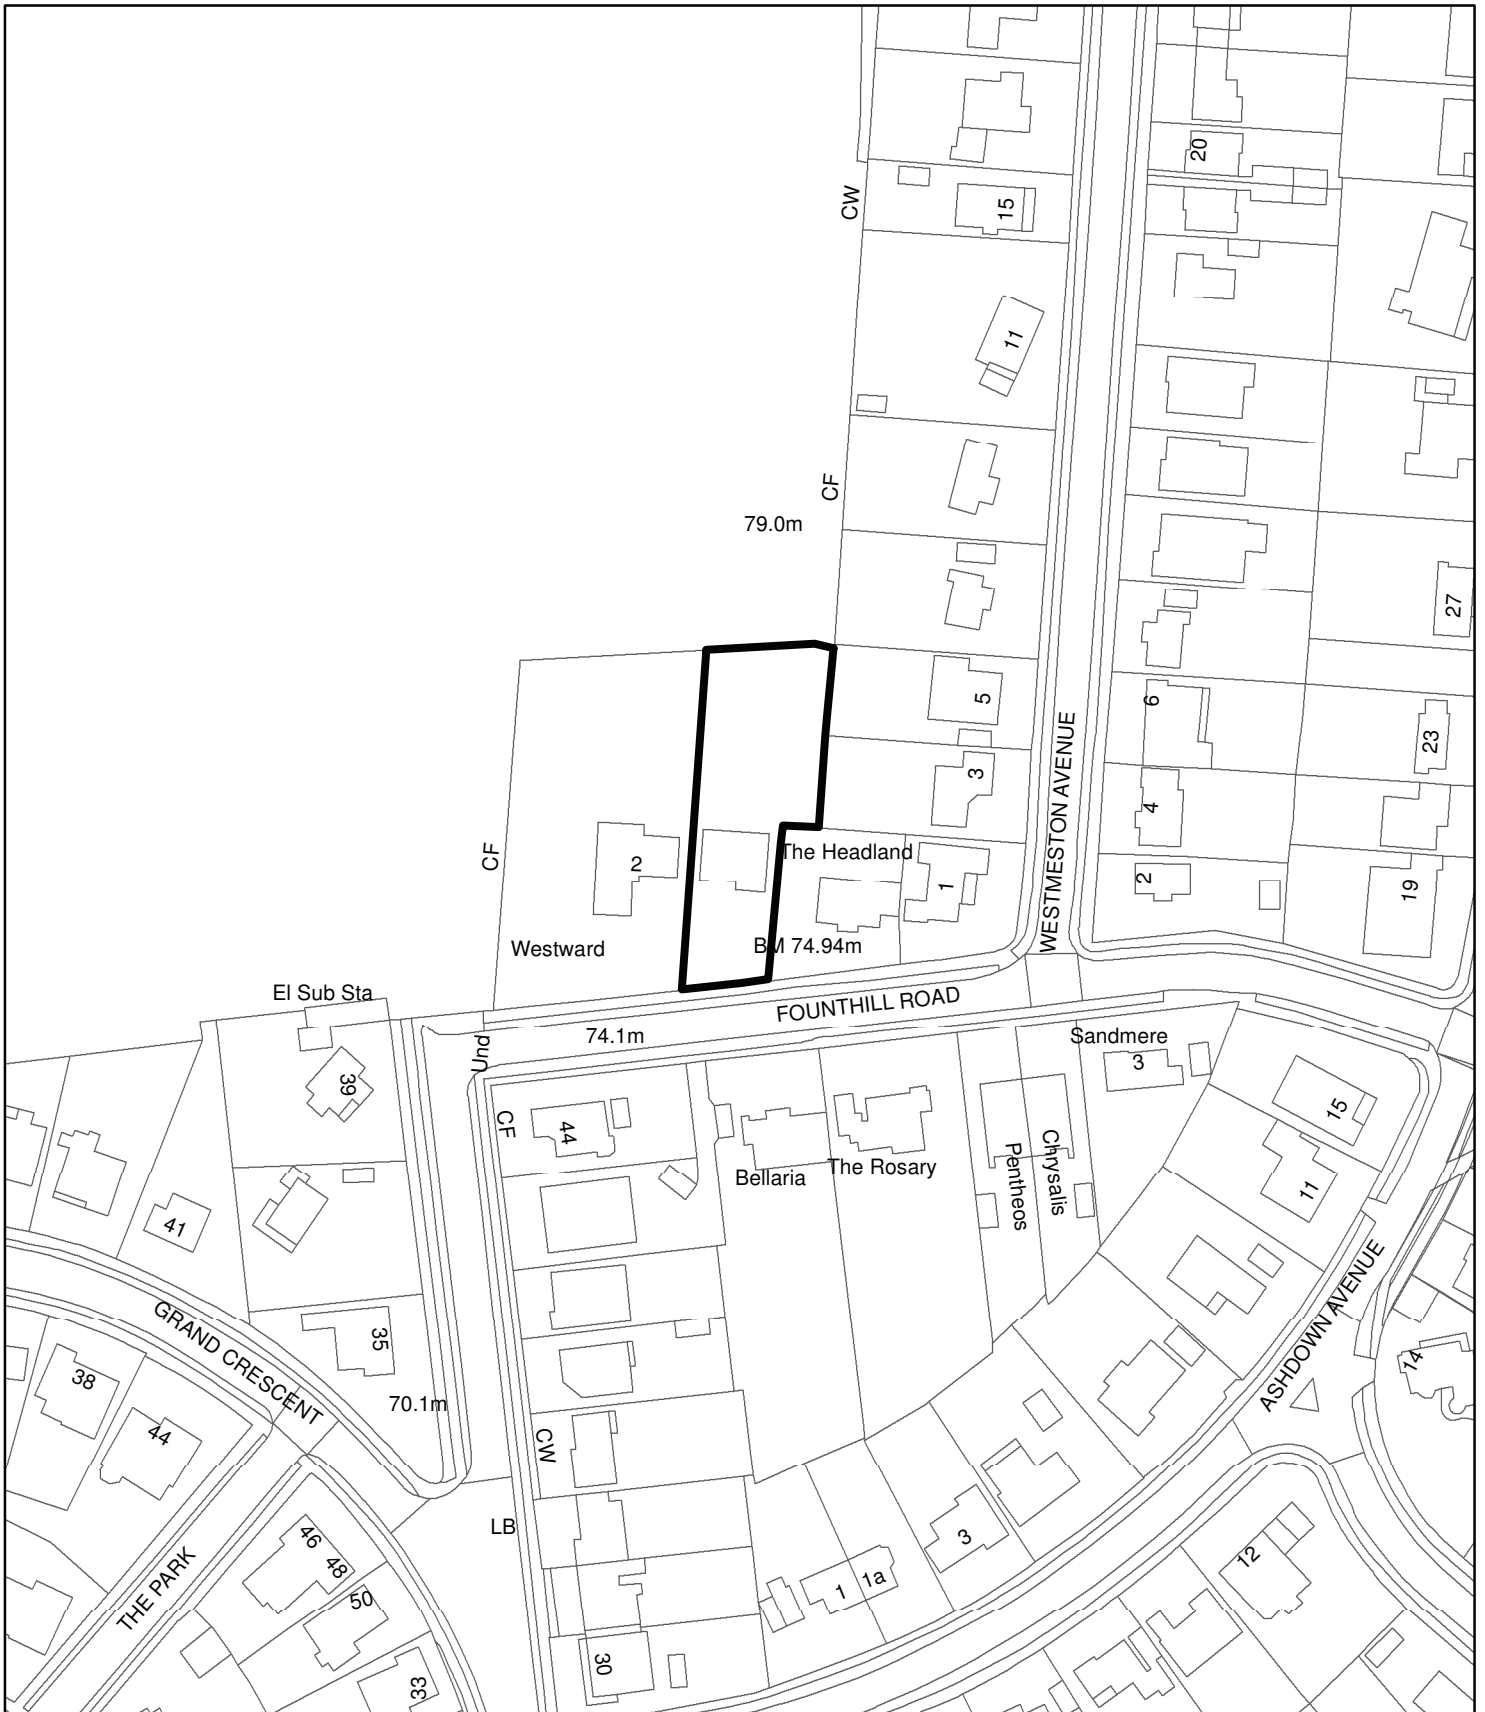 20
CW
15
11
CF
79.0m
27
5
6
23
3
4
WESTMESTON AVENUE
The Headland
CF
2
1
2
19
Westward
BM 74.94m
El Sub Sta
FOUNTHILL ROAD
74.1m
Und
Sandmere
3
39
CF
44
15
Bellaria
The Rosary
Pentheos
Chrysalis
11
41
GRAND CRESCENT
35
ASHDOWN AVENUE
14
38
70.1m
44
CW
LB
46
48
3
12
THE PARK
50
1
1a
30
33